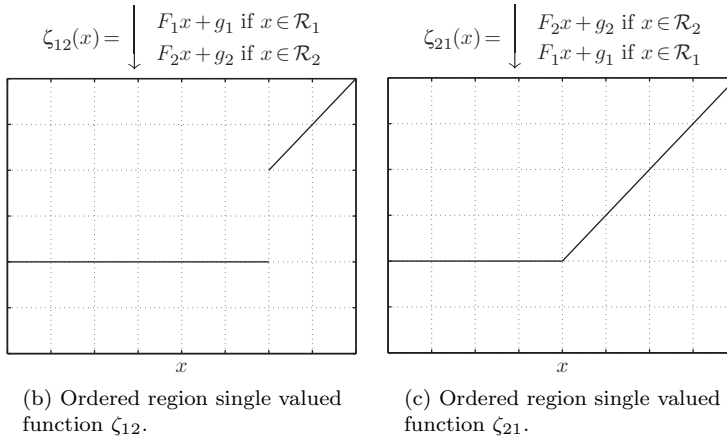 ζ₁₂(x) = ↓ F₁x + g₁ if x ∈ ℛ₁
F₂x + g₂ if x ∈ ℛ₂
x
(b) Ordered region single valued
function ζ₁₂.
ζ₂₁(x) = ↓ F₂x + g₂ if x ∈ ℛ₂
F₁x + g₁ if x ∈ ℛ₁
x
(c) Ordered region single valued
function ζ₂₁.